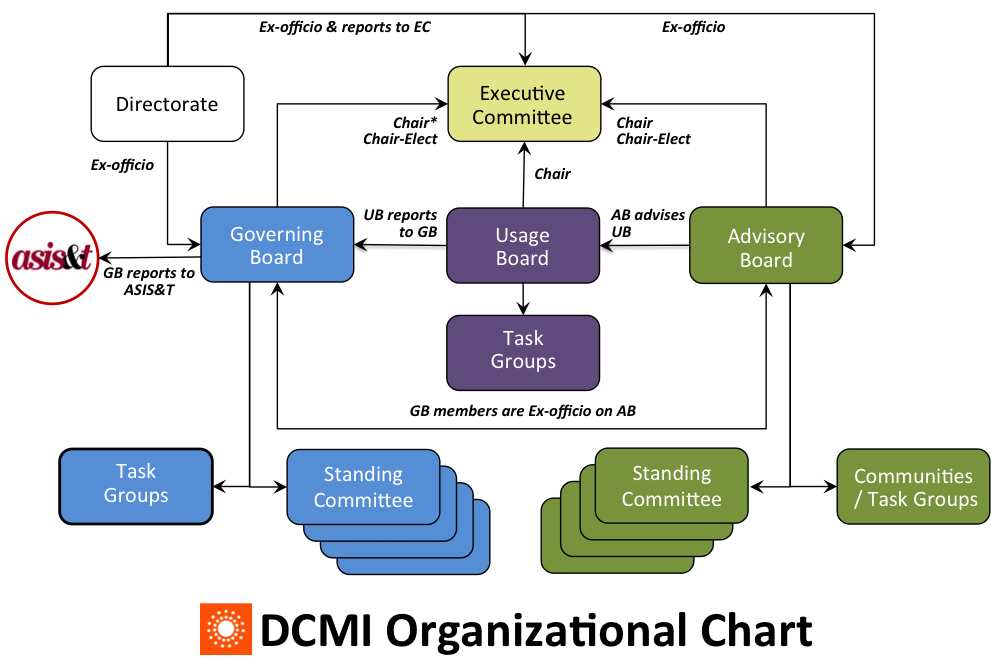 Ex-officio & reports to EC
Ex-officio
Directorate
Executive
Committee
Chair*
Chair-Elect
Chair
Chair-Elect
Ex-officio
Chair
Governing
Board
UB reports
to GB
Usage
Board
AB advises
UB
Advisory
Board
asis&t
GB reports to
ASIS&T
Task
Groups
GB members are Ex-officio on AB
Task
Groups
Standing
Committee
Standing
Committee
Communities
/ Task Groups
DCMI Organizational Chart